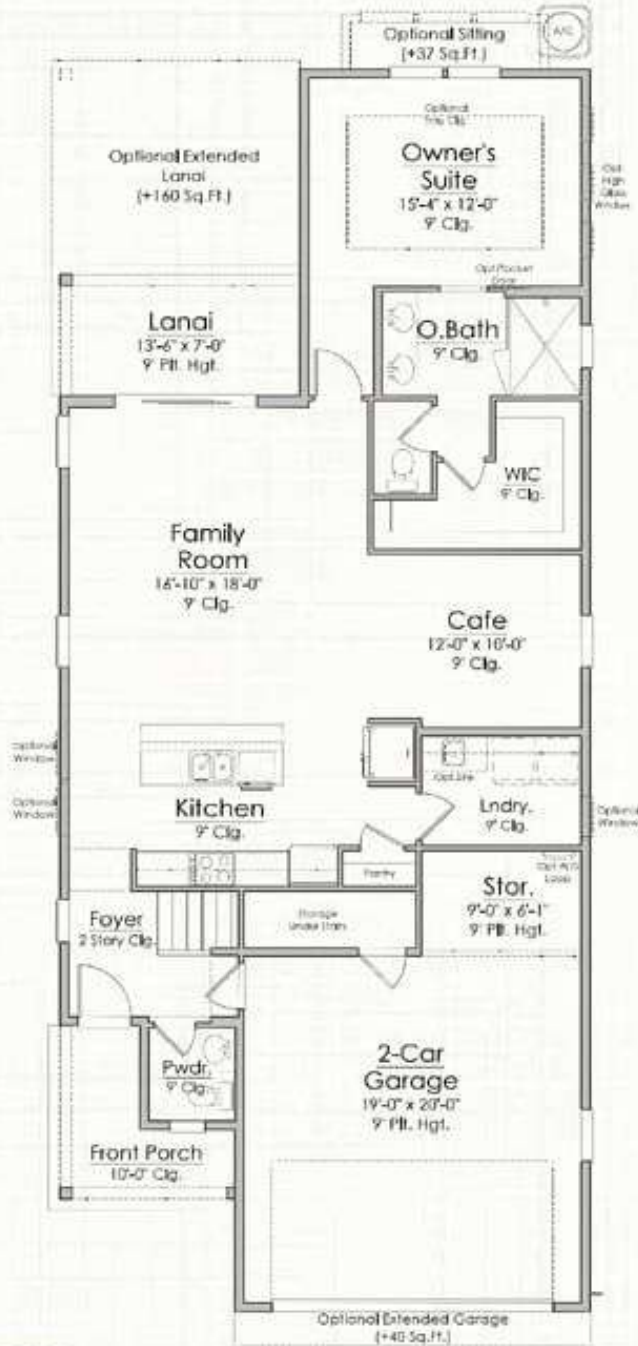 Optional Sitting
(+37 Sq.Ft.)
A/C
Optional Extended
Lanai
(+160 Sq.Ft.)
Optional
Tray Clg.
Owner's
Suite
15'-4" x 12'-0"
9' Clg.
Opt
High
Glass
Window
Opt Pocket
Door
Lanai
13'-6" x 7'-0"
9' Plt. Hgt.
O.Bath
9' Clg.
WIC
9' Clg.
Family
Room
16'-10" x 18'-0"
9' Clg.
Cafe
12'-0" x 10'-0"
9' Clg.
Optional
Window
Optional
Window
Kitchen
9' Clg.
Lndry.
9' Clg.
Optional
Window
Pantry
Foyer
2 Story Clg.
Storage
Under Stairs
Stor.
9'-0" x 6'-1"
9' Plt. Hgt.
Pwdr.
9' Clg.
2-Car
Garage
19'-0" x 20'-0"
9' Plt. Hgt.
Front Porch
10'-0" Clg.
Optional Extended Garage
(+40 Sq.Ft.)